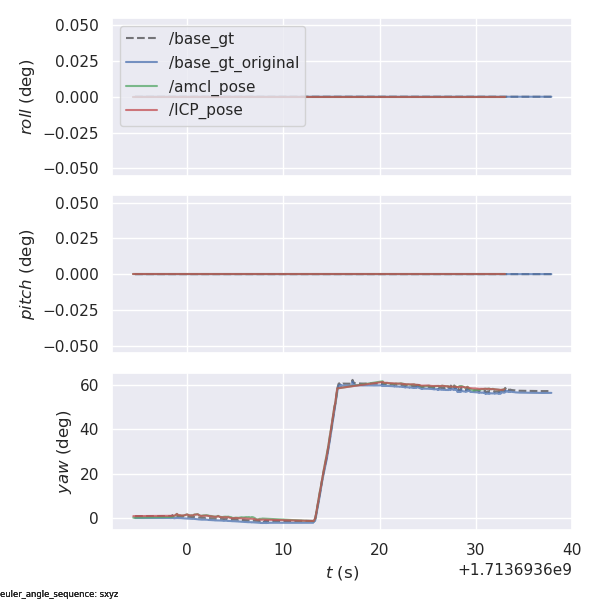 0.050
0.025
0.000
−0.025
−0.050
roll (deg)
/base_gt
/base_gt_original
/amcl_pose
/ICP_pose
0.050
0.025
0.000
−0.025
−0.050
pitch (deg)
60
40
20
0
yaw (deg)
0 10 20 30 40
t (s)
+1.7136936e9
euler_angle_sequence: sxyz